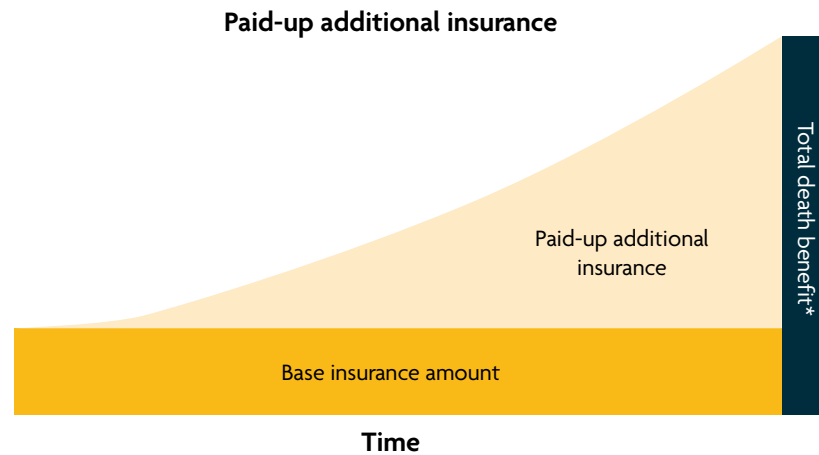 Paid-up additional insurance
Total death benefit*
Paid-up additional
insurance
Base insurance amount
Time